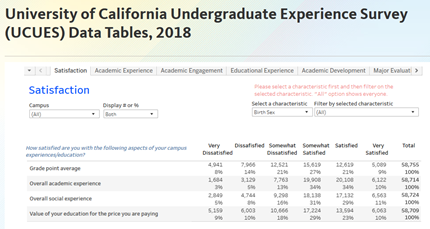 University of California Undergraduate Experience Survey
(UCUES) Data Tables, 2018
Satisfaction Academic Experience Academic Engagement Educational Experience Academic Development Major Evaluati
Satisfaction
Please select a characteristic first and then filter on the
selected characteristic. "All" option shows everyone.
Campus Display # or % Select a characteristic Filter by selected characteristic
(All) Both Birth Sex (All)
How satisfied are you with the following aspects of your campus experiences/education?
Very Dissatisfied Dissatisfied Somewhat Dissatisfied Somewhat Satisfied Satisfied Very Satisfied Total
Grade point average 4,941 7,966 12,521 15,619 12,619 5,089 58,755
8% 14% 21% 27% 21% 9% 100%
Overall academic experience 1,684 3,129 7,763 19,908 20,108 6,122 58,714
3% 5% 13% 34% 34% 10% 100%
Overall social experience 2,849 4,744 9,298 18,138 17,132 6,563 58,724
5% 8% 16% 31% 29% 11% 100%
Value of your education for the price you are paying 5,159 6,003 10,666 17,224 13,594 6,063 58,709
9% 10% 18% 29% 23% 10% 100%